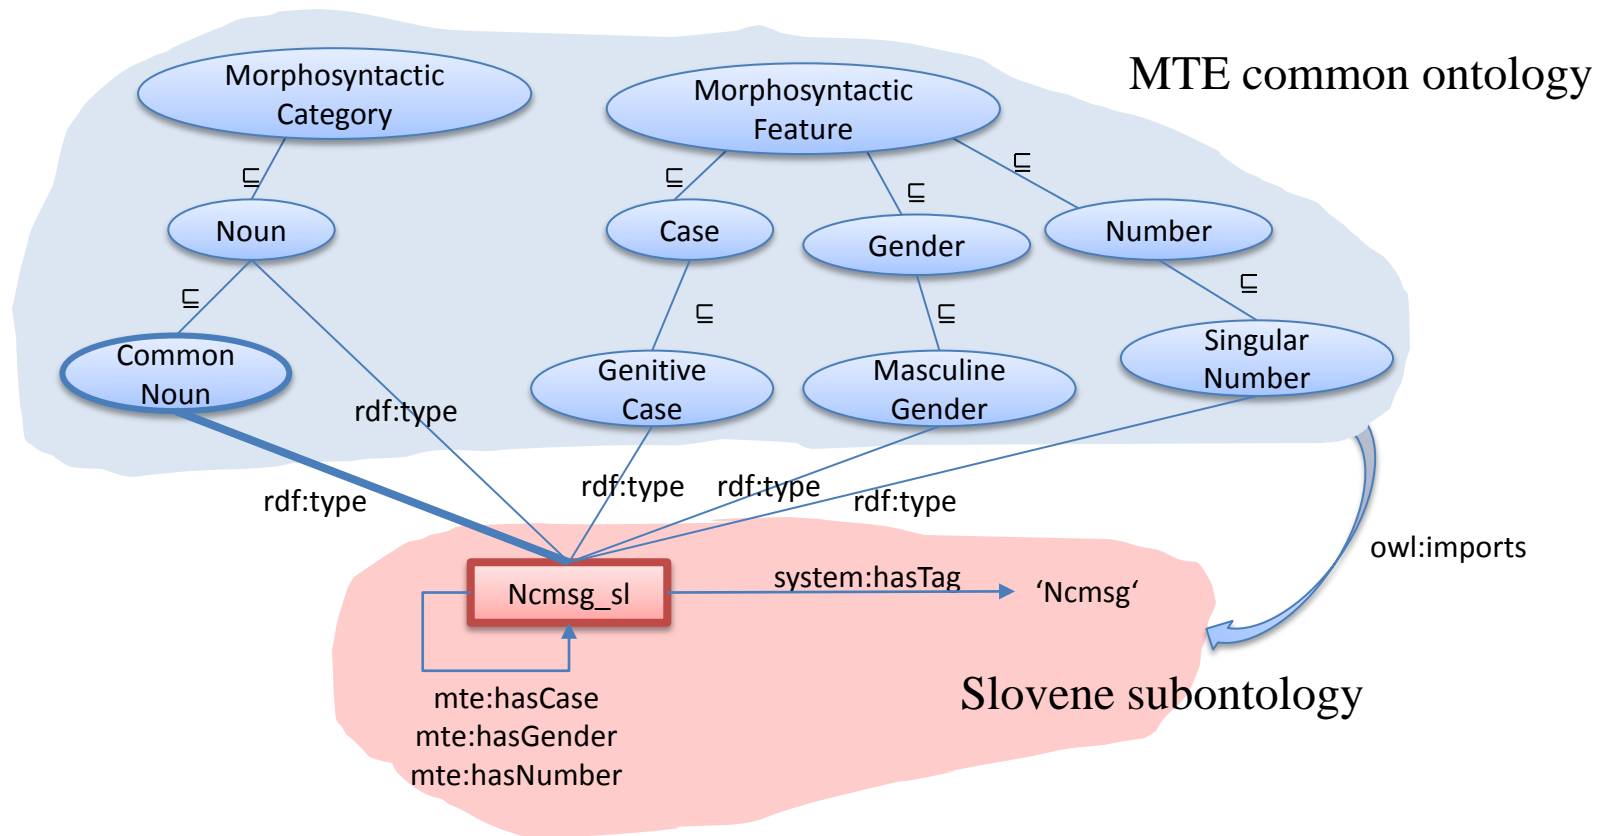 MTE common ontology
Morphosyntactic
Category
Morphosyntactic
Feature
⊑
⊑
⊑
⊑
Noun
Case
Gender
Number
⊑
⊑
⊑
⊑
Common
Noun
Genitive
Case
Masculine
Gender
Singular
Number
rdf:type
rdf:type
rdf:type
rdf:type
rdf:type
owl:imports
Ncmsg_sl
system:hasTag
‘Ncmsg‘
mte:hasCase
mte:hasGender
mte:hasNumber
Slovene subontology